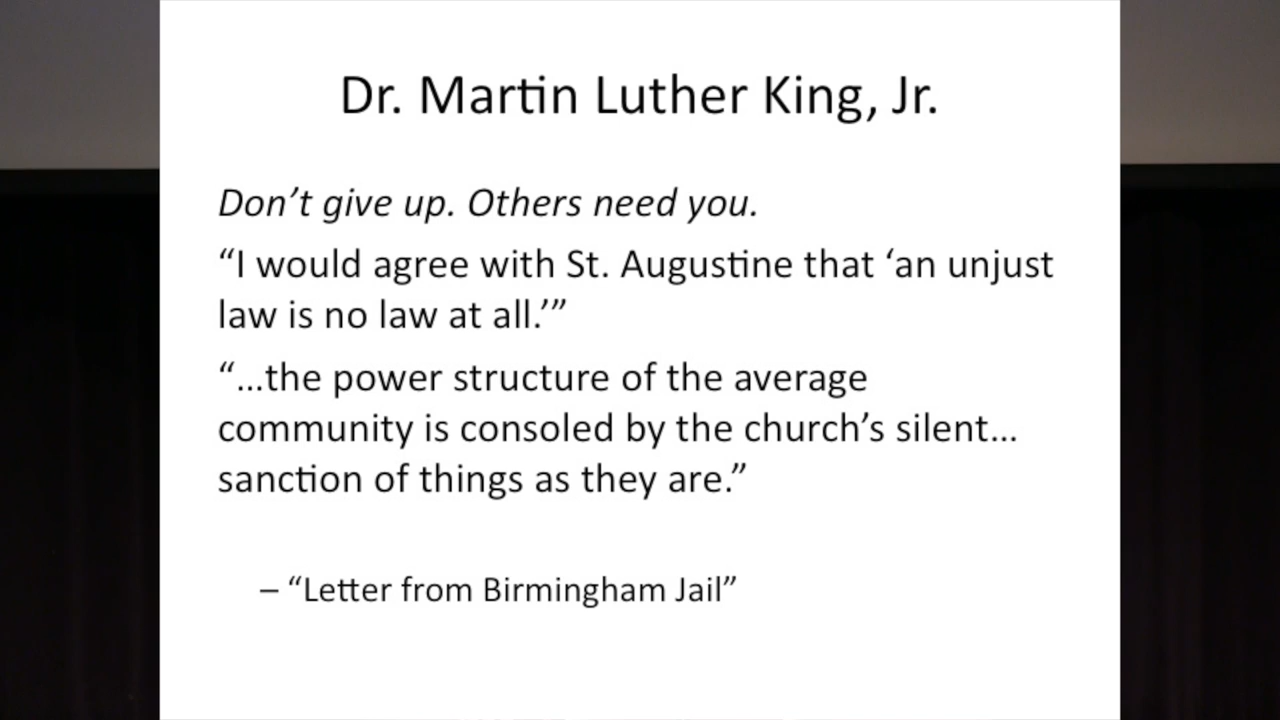 Dr. Martin Luther King, Jr.
Don’t give up. Others need you.
“I would agree with St. Augustine that ‘an unjust
law is no law at all.’”
“…the power structure of the average
community is consoled by the church’s silent…
sanction of things as they are.”
– “Letter from Birmingham Jail”